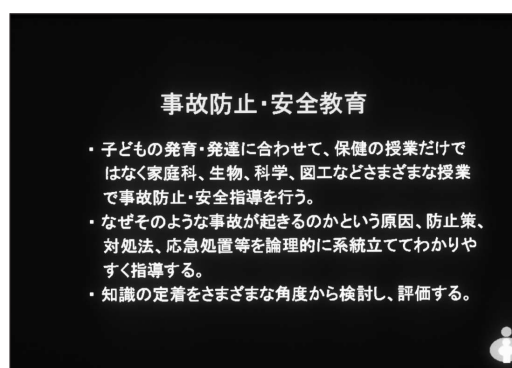 事故防止・安全教育
・子どもの発育・発達に合わせて、保健の授業だけで
はなく家庭科、生物、科学、図工などさまざまな授業
で事故防止・安全指導を行う。
・なぜそのような事故が起きるのかという原因、防止策、
対処法、応急処置等を論理的に系統立ててわかりや
すく指導する。
・知識の定着をさまざまな角度から検討し、評価する。